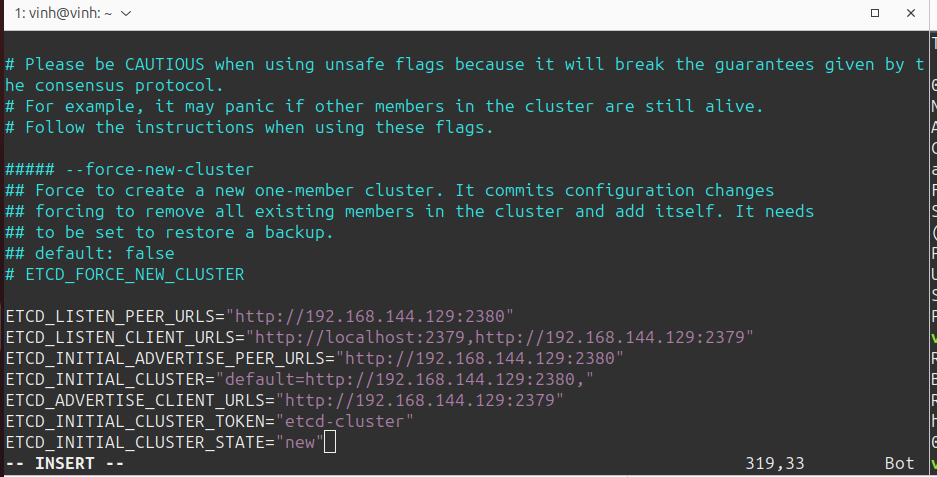 1: vinh@vinh: ~
# Please be CAUTIOUS when using unsafe flags because it will break the guarantees given by t
he consensus protocol.
# For example, it may panic if other members in the cluster are still alive.
# Follow the instructions when using these flags.
##### --force-new-cluster
## Force to create a new one-member cluster. It commits configuration changes
## forcing to remove all existing members in the cluster and add itself. It needs
## to be set to restore a backup.
## default: false
# ETCD_FORCE_NEW_CLUSTER
ETCD_LISTEN_PEER_URLS="http://192.168.144.129:2380"
ETCD_LISTEN_CLIENT_URLS="http://localhost:2379,http://192.168.144.129:2379"
ETCD_INITIAL_ADVERTISE_PEER_URLS="http://192.168.144.129:2380"
ETCD_INITIAL_CLUSTER="default=http://192.168.144.129:2380,"
ETCD_ADVERTISE_CLIENT_URLS="http://192.168.144.129:2379"
ETCD_INITIAL_CLUSTER_TOKEN="etcd-cluster"
ETCD_INITIAL_CLUSTER_STATE="new"
-- INSERT -- 319,33 Bot